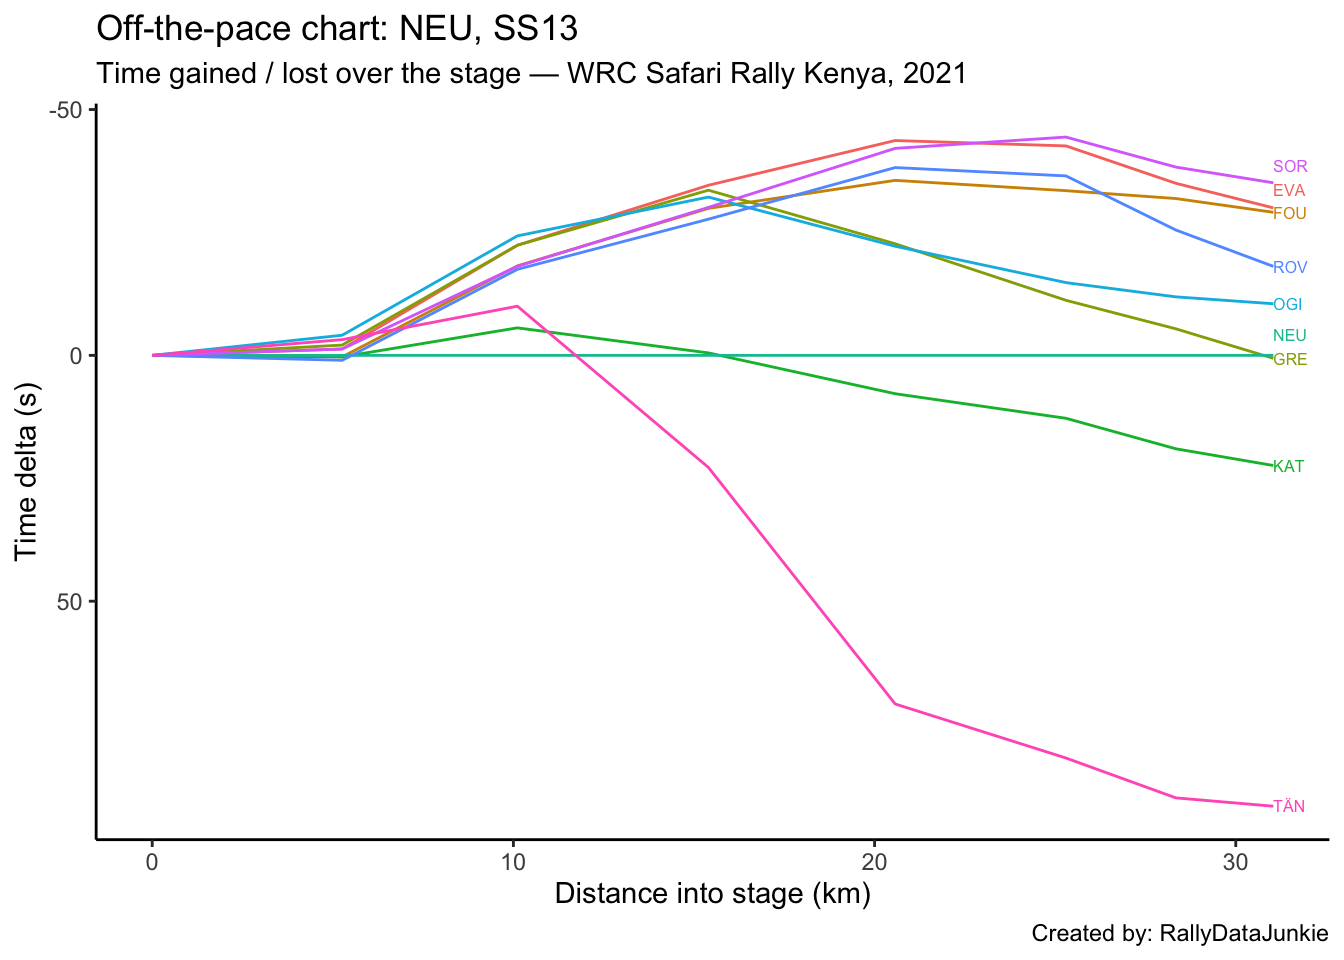 Off-the-pace chart: NEU, SS13
Time gained / lost over the stage — WRC Safari Rally Kenya, 2021
-50
0
50
Time delta (s)
SOR
EVA
FOU
ROV
OGI
NEU
GRE
KAT
TÄN
0 10 20 30
Distance into stage (km)
Created by: RallyDataJunkie